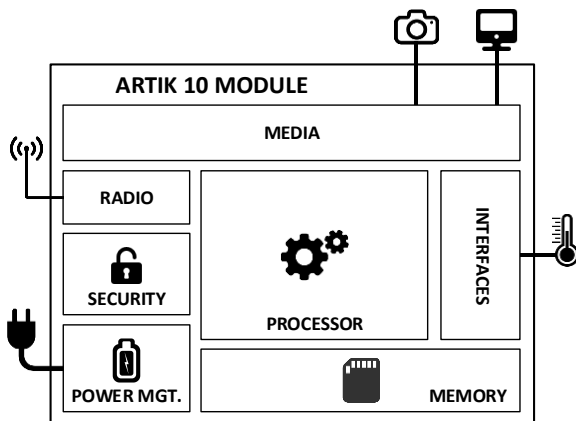 ARTIK 10 MODULE
MEDIA
RADIO
INTERFACES
SECURITY
PROCESSOR
POWER MGT.
MEMORY